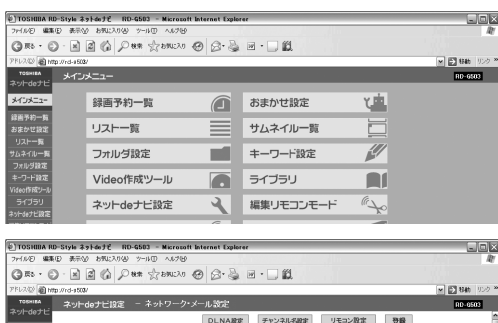 TOSHIBA RD-Style ネットdeナビ RD-G503 - Microsoft Internet Explorer
ファイル(F) 編集(E) 表示(V) お気に入り(A) ツール(T) ヘルプ(H)
戻る 検索 お気に入り
アドレス(D) http://rd-g503/ 移動 リンク »
TOSHIBA
ネットdeナビ メインメニュー RD-G503
メインメニュー
録画予約一覧 おまかせ設定
リスト一覧 サムネイル一覧
フォルダ設定 キーワード設定
Video作成ツール ライブラリ
ネットdeナビ設定 編集リモコンモード
録画予約一覧
おまかせ設定
リスト一覧
サムネイル一覧
フォルダ設定
キーワード設定
Video作成ツール
ライブラリ
ネットdeナビ設定
TOSHIBA RD-Style ネットdeナビ RD-G503 - Microsoft Internet Explorer
ファイル(F) 編集(E) 表示(V) お気に入り(A) ツール(T) ヘルプ(H)
戻る 検索 お気に入り
アドレス(D) http://rd-g503/ 移動 リンク »
TOSHIBA
ネットdeナビ ネットdeナビ設定 - ネットワーク・メール設定 RD-G503
DLNA設定 チャンネル名設定 リモコン設定 登録